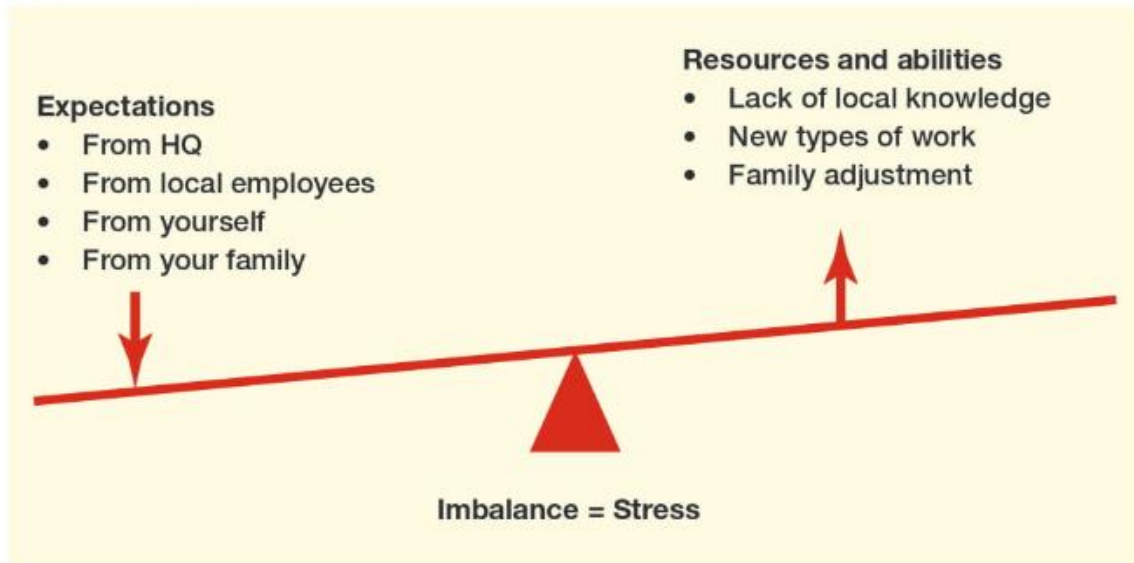 Expectations
• From HQ
• From local employees
• From yourself
• From your family
Resources and abilities
• Lack of local knowledge
• New types of work
• Family adjustment
Imbalance = Stress